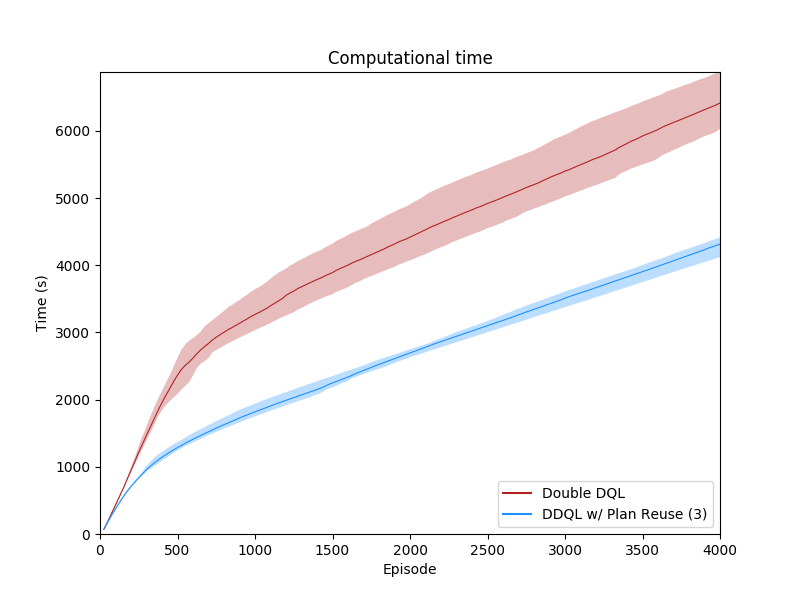 Computational time
Time (s)
6000
5000
4000
3000
2000
1000
0
0 500 1000 1500 2000 2500 3000 3500 4000
Episode
Double DQL
DDQL w/ Plan Reuse (3)